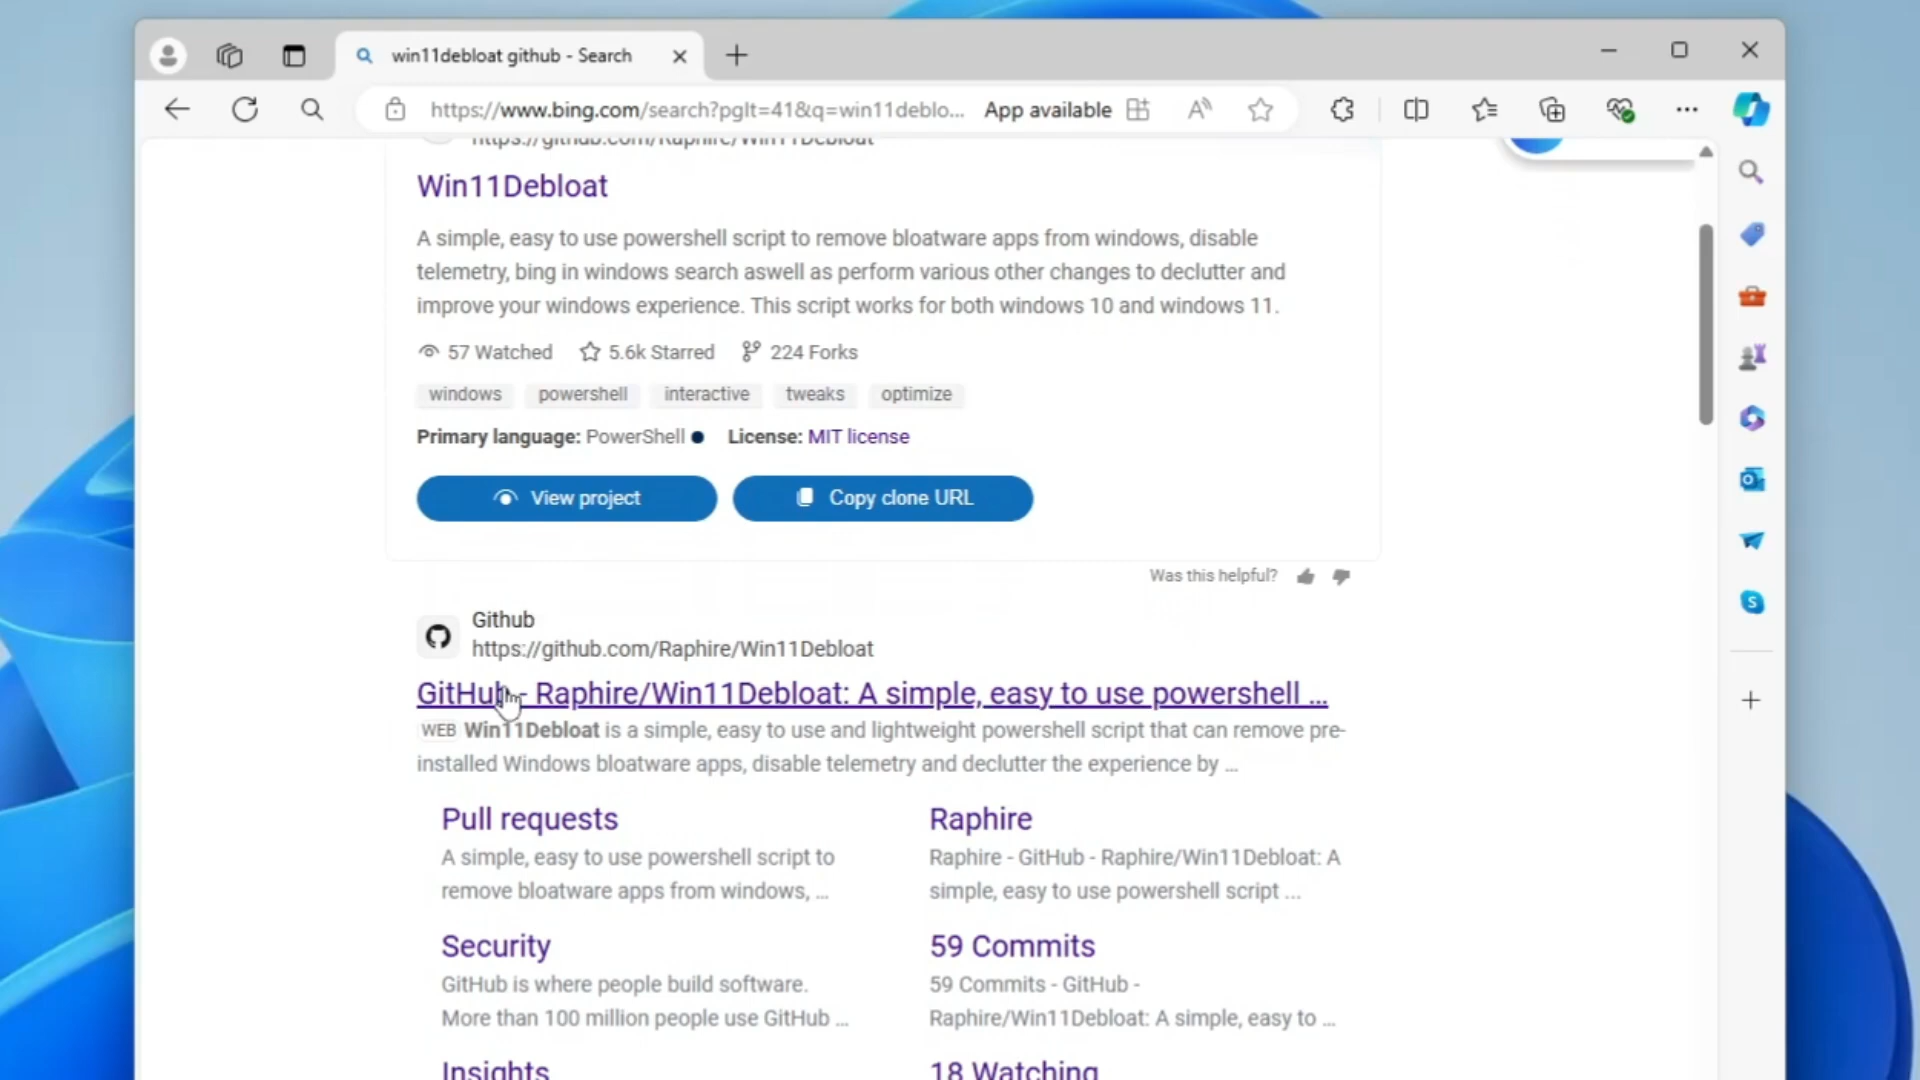 win11debloat github - Search
https://www.bing.com/search?pglt=41&q=win11deblo... App available
https://github.com/Raphire/Win11Debloat
Win11Debloat
A simple, easy to use powershell script to remove bloatware apps from windows, disable
telemetry, bing in windows search aswell as perform various other changes to declutter and
improve your windows experience. This script works for both windows 10 and windows 11.
57 Watched 5.6k Starred 224 Forks
windows powershell interactive tweaks optimize
Primary language: PowerShell License: MIT license
View project Copy clone URL
Was this helpful?
Github
https://github.com/Raphire/Win11Debloat
GitHub - Raphire/Win11Debloat: A simple, easy to use powershell ...
WEB Win11Debloat is a simple, easy to use and lightweight powershell script that can remove pre-
installed Windows bloatware apps, disable telemetry and declutter the experience by ...
Pull requests
A simple, easy to use powershell script to
remove bloatware apps from windows, ...
Raphire
Raphire - GitHub - Raphire/Win11Debloat: A
simple, easy to use powershell script ...
Security
GitHub is where people build software.
More than 100 million people use GitHub ...
59 Commits
59 Commits - GitHub -
Raphire/Win11Debloat: A simple, easy to ...
Insights
18 Watching